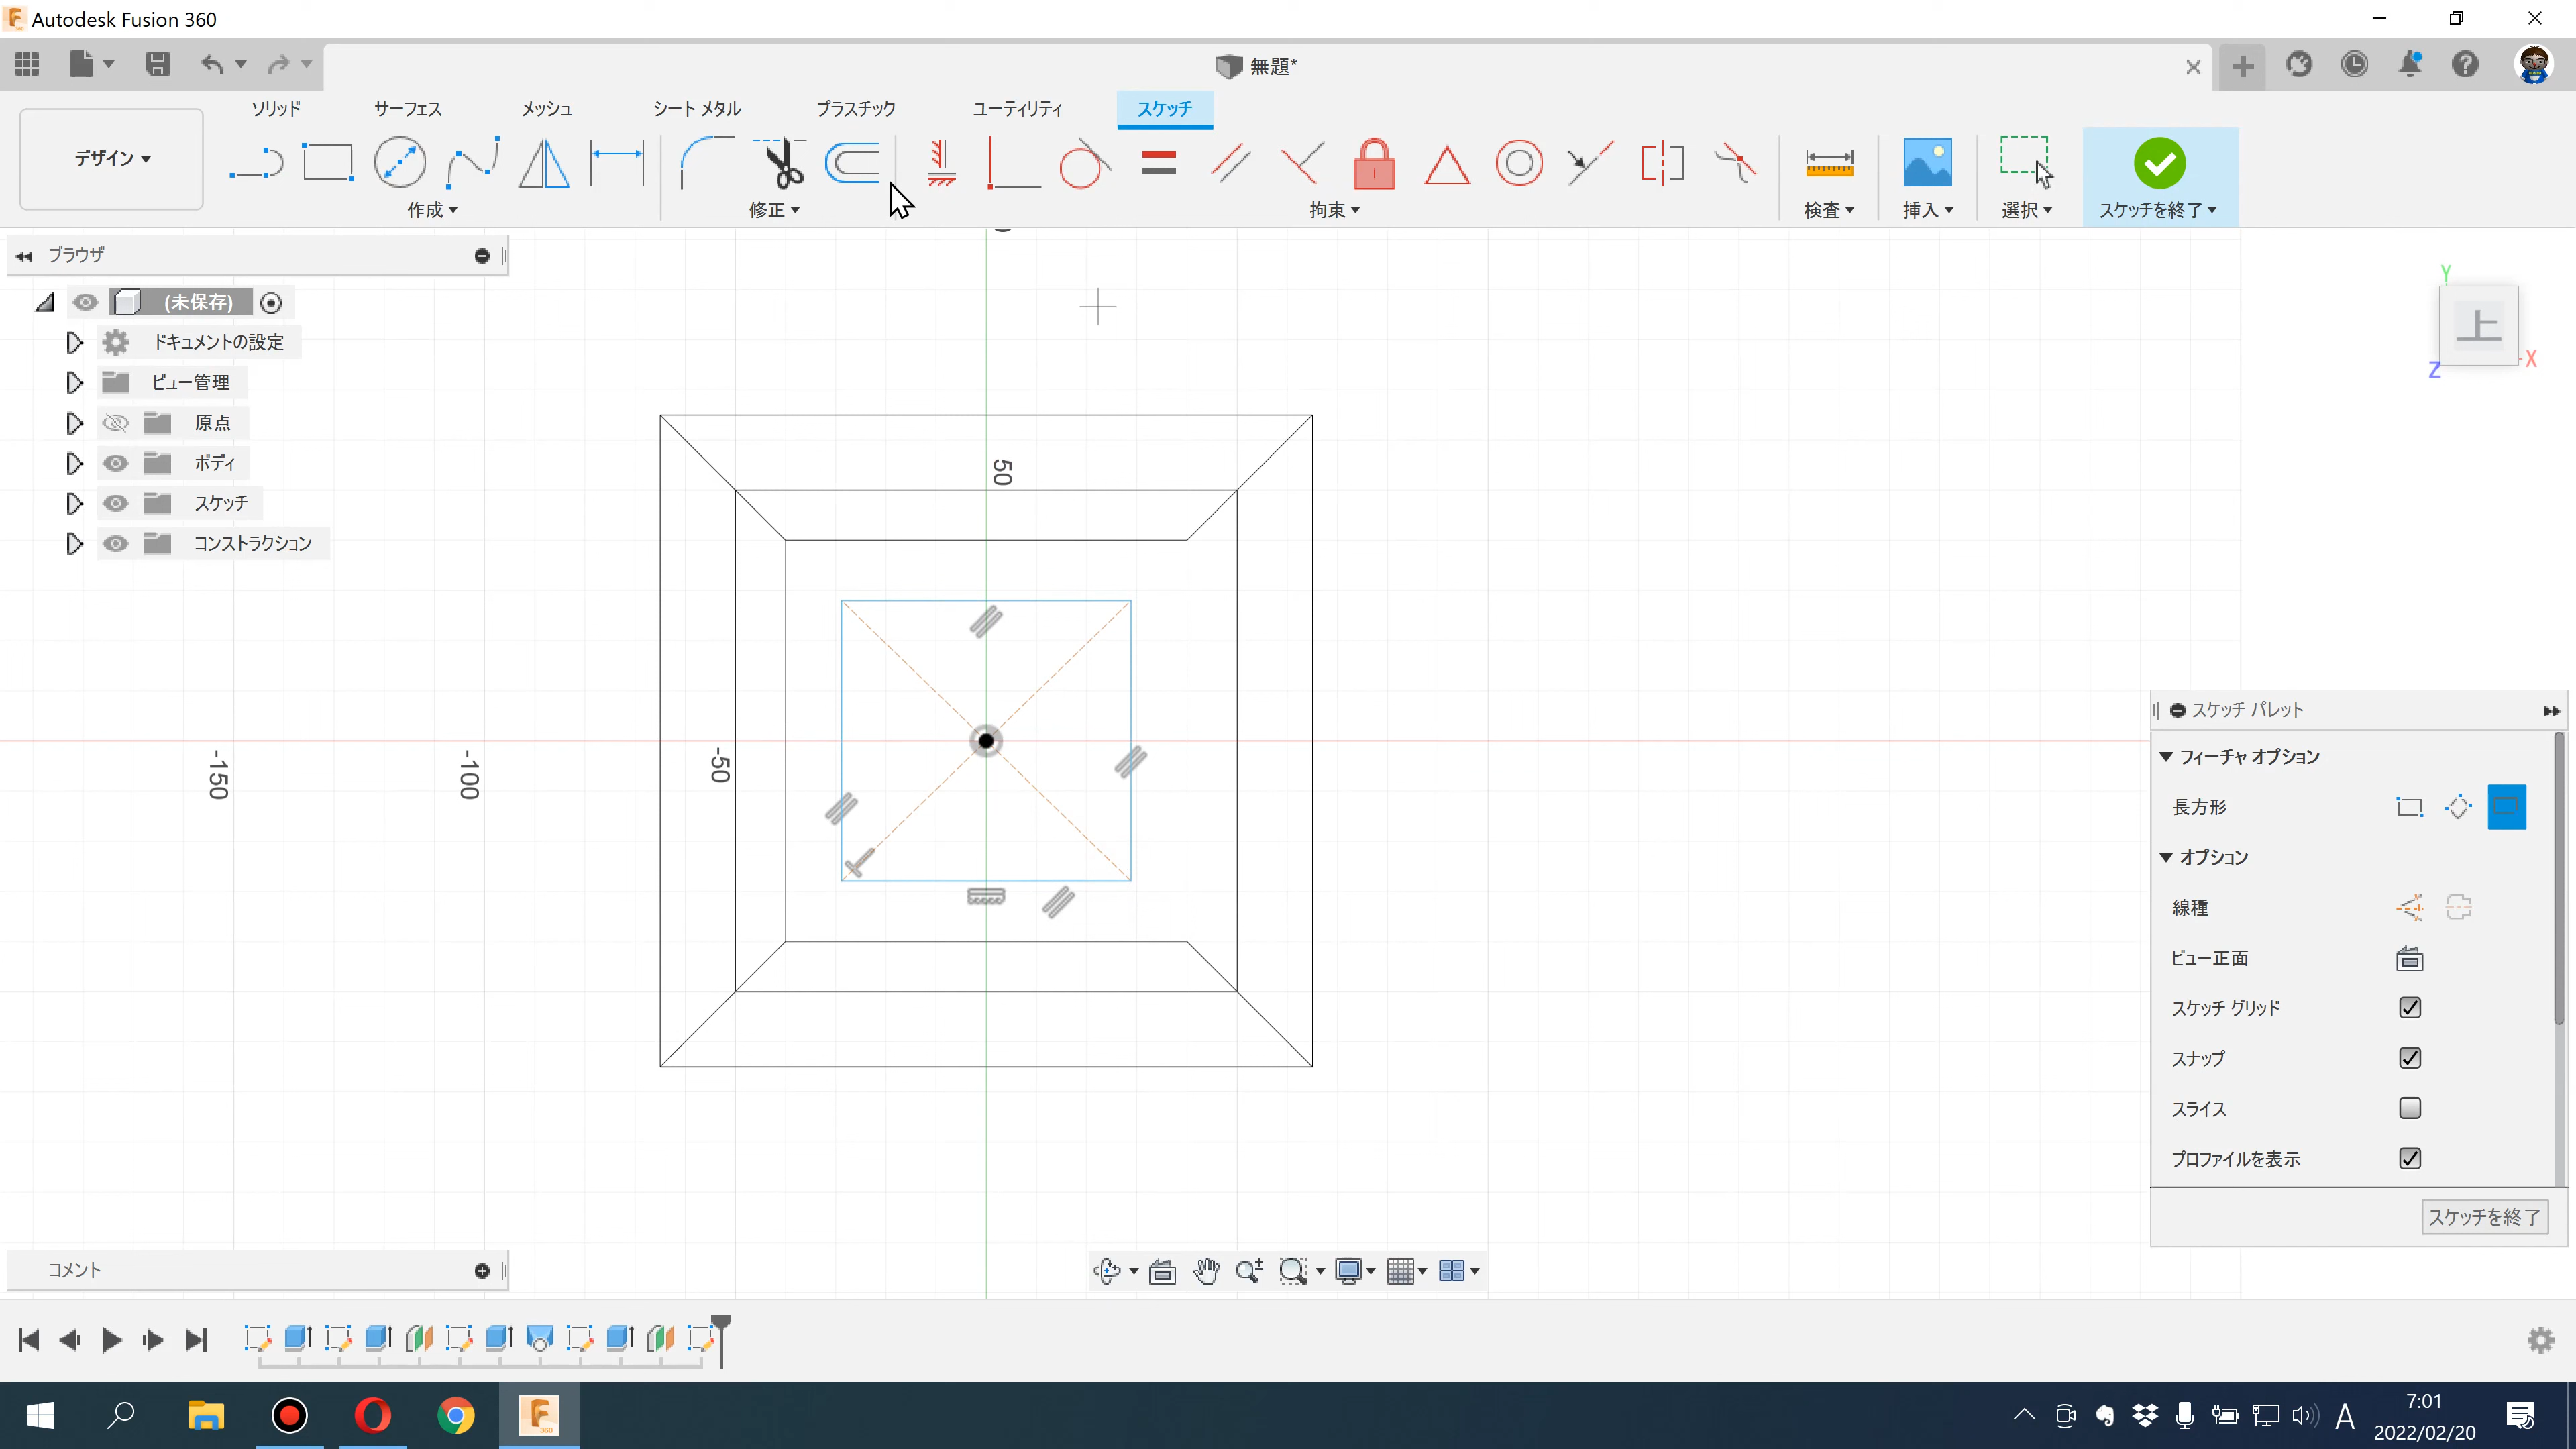 Autodesk Fusion 360
無題*
ソリッド
サーフェス
メッシュ
シート メタル
プラスチック
ユーティリティ
スケッチ
デザイン
作成
修正
拘束
検査
挿入
選択
スケッチを終了
ブラウザ
(未保存)
ドキュメントの設定
ビュー管理
原点
ボディ
スケッチ
コンストラクション
Y
上
X
Z
50
-150
-100
-50
スケッチ パレット
フィーチャ オプション
長方形
オプション
線種
ビュー正面
スケッチ グリッド
スナップ
スライス
プロファイルを表示
スケッチを終了
コメント
F
360
A
7:01
2022/02/20